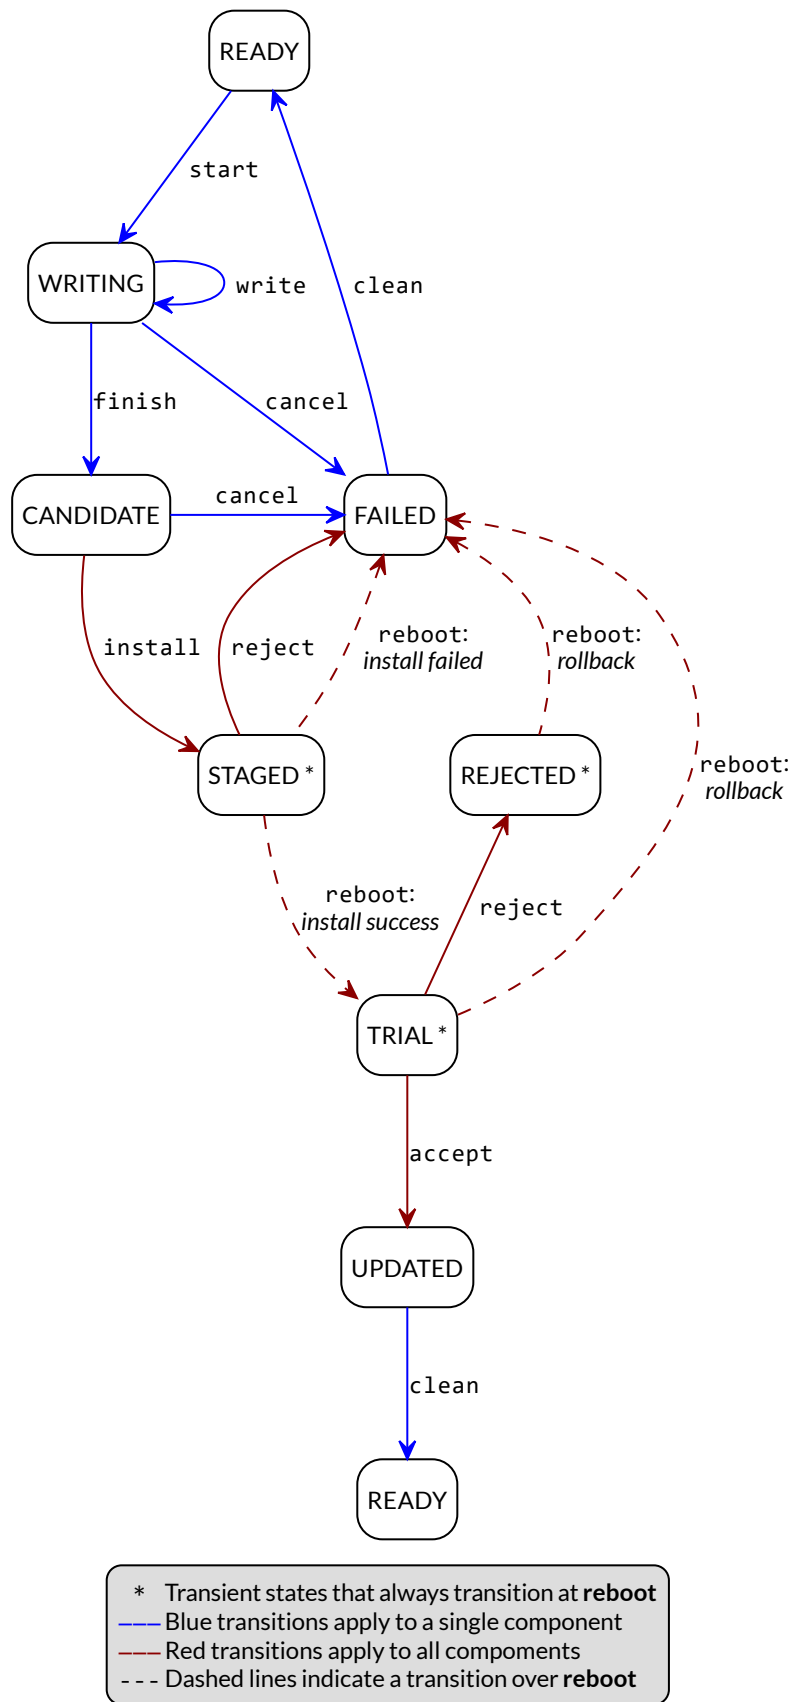 READY
start
WRITING
write
clean
finish
cancel
CANDIDATE
cancel
FAILED
install
reject
reboot:
install failed
reboot:
rollback
STAGED *
REJECTED *
reboot:
rollback
reboot:
install success
reject
TRIAL *
accept
UPDATED
clean
READY
* Transient states that always transition at reboot
Blue transitions apply to a single component
Red transitions apply to all compoments
--- Dashed lines indicate a transition over reboot